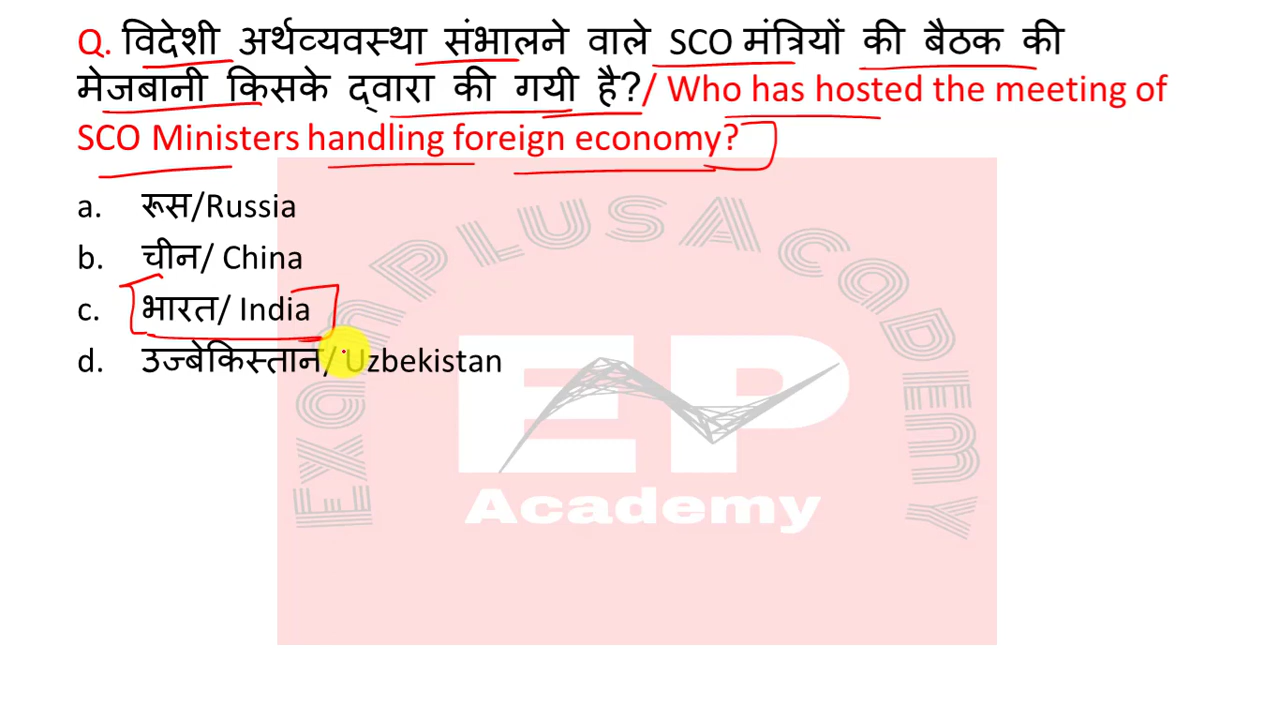 Q. विदेशी अर्थव्यवस्था संभालने वाले SCO मंत्रियों की बैठक की
मेजबानी किसके द्वारा की गयी है?/ Who has hosted the meeting of
SCO Ministers handling foreign economy?
a. रूस/Russia
b. चीन/ China
c. भारत/ India
d. उज्बेकिस्तान/ Uzbekistan
Exam PLUS ACADEMY
EP
Academy